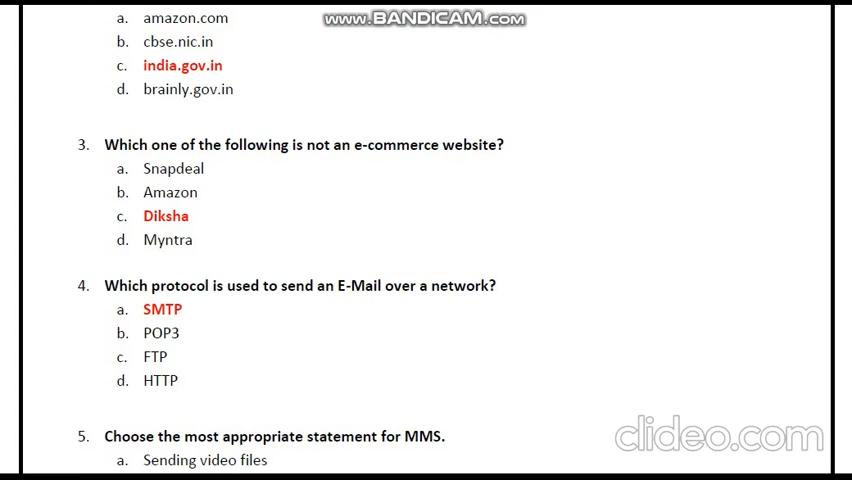 www.BANDICAM.com
a. amazon.com
b. cbse.nic.in
c. india.gov.in
d. brainly.gov.in
3. Which one of the following is not an e-commerce website?
a. Snapdeal
b. Amazon
c. Diksha
d. Myntra
4. Which protocol is used to send an E-Mail over a network?
a. SMTP
b. POP3
c. FTP
d. HTTP
5. Choose the most appropriate statement for MMS.
clideo.com
a. Sending video files